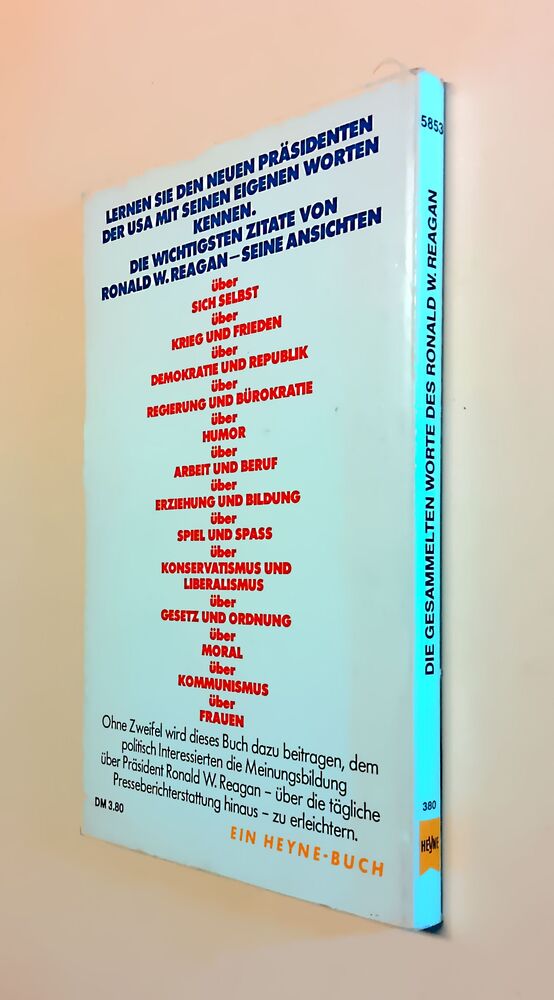 LERNEN SIE DEN NEUEN PRÄSIDENTEN
DER USA MIT SEINEN EIGENEN WORTEN
KENNEN.
DIE WICHTIGSTEN ZITATE VON
RONALD W. REAGAN – SEINE ANSICHTEN
über
SICH SELBST
über
KRIEG UND FRIEDEN
über
DEMOKRATIE UND REPUBLIK
über
REGIERUNG UND BÜROKRATIE
über
HUMOR
über
ARBEIT UND BERUF
über
ERZIEHUNG UND BILDUNG
über
SPIEL UND SPASS
über
KONSERVATISMUS UND
LIBERALISMUS
über
GESETZ UND ORDNUNG
über
MORAL
über
KOMMUNISMUS
über
FRAUEN
Ohne Zweifel wird dieses Buch dazu beitragen, dem
politisch Interessierten die Meinungsbildung
über Präsident Ronald W. Reagan – über die tägliche
Presseberichterstattung hinaus – zu erleichtern.
DM 3.80
EIN HEYNE-BUCH
5853
DIE GESAMMELTEN WORTE DES RONALD W. REAGAN
380
HEYNE